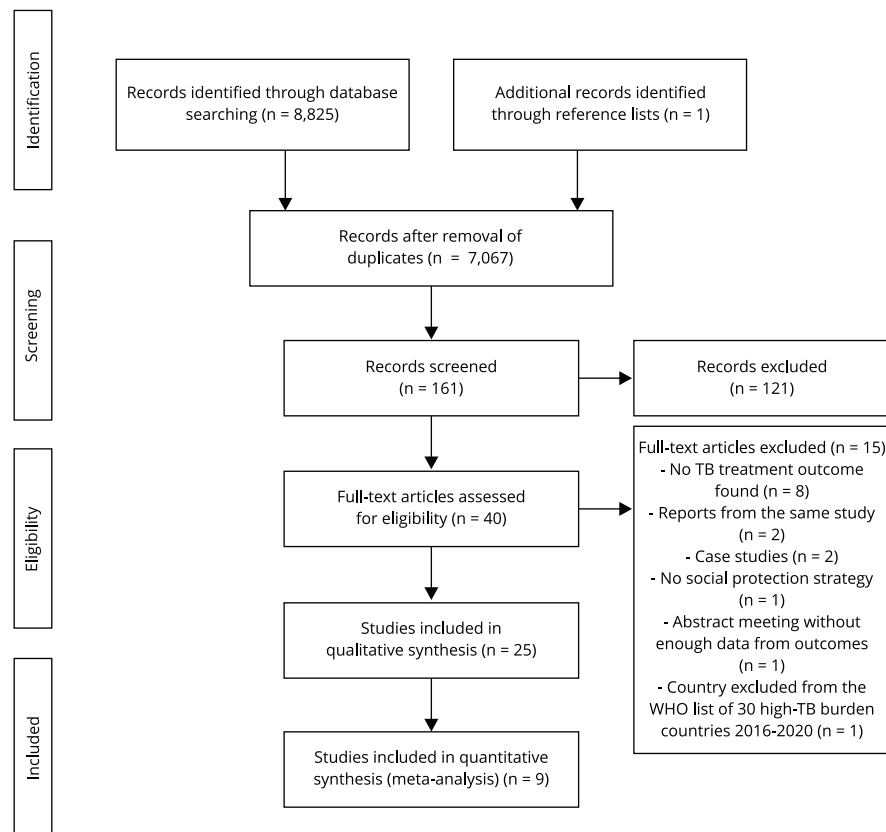 Identification
Records identified through database
searching (n = 8,825)
Additional records identified
through reference lists (n = 1)
Records after removal of
duplicates (n = 7,067)
Screening
Records screened
(n = 161)
Records excluded
(n = 121)
Eligibility
Full-text articles assessed
for eligibility (n = 40)
Full-text articles excluded (n = 15)
- No TB treatment outcome
found (n = 8)
- Reports from the same study
(n = 2)
- Case studies (n = 2)
- No social protection strategy
(n = 1)
- Abstract meeting without
enough data from outcomes
(n = 1)
- Country excluded from the
WHO list of 30 high-TB burden
countries 2016-2020 (n = 1)
Studies included in
qualitative synthesis (n = 25)
Included
Studies included in quantitative
synthesis (meta-analysis) (n = 9)